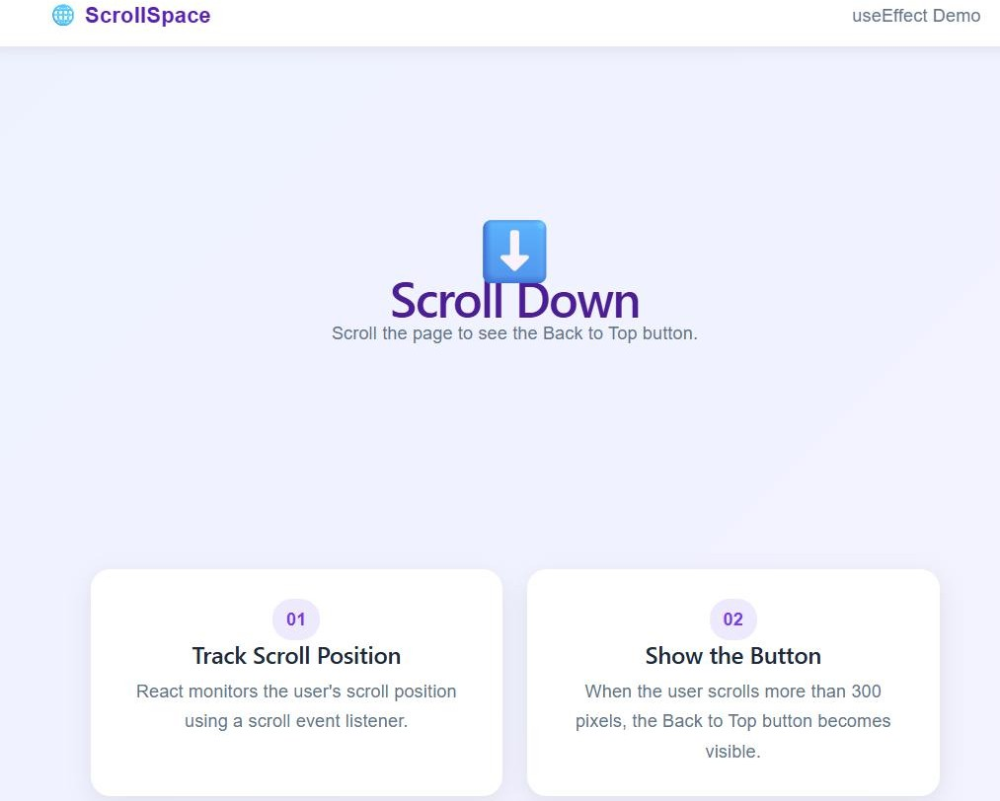 ScrollSpace
useEffect Demo
Scroll Down
Scroll the page to see the Back to Top button.
01
Track Scroll Position
React monitors the user's scroll position
using a scroll event listener.
02
Show the Button
When the user scrolls more than 300
pixels, the Back to Top button becomes
visible.